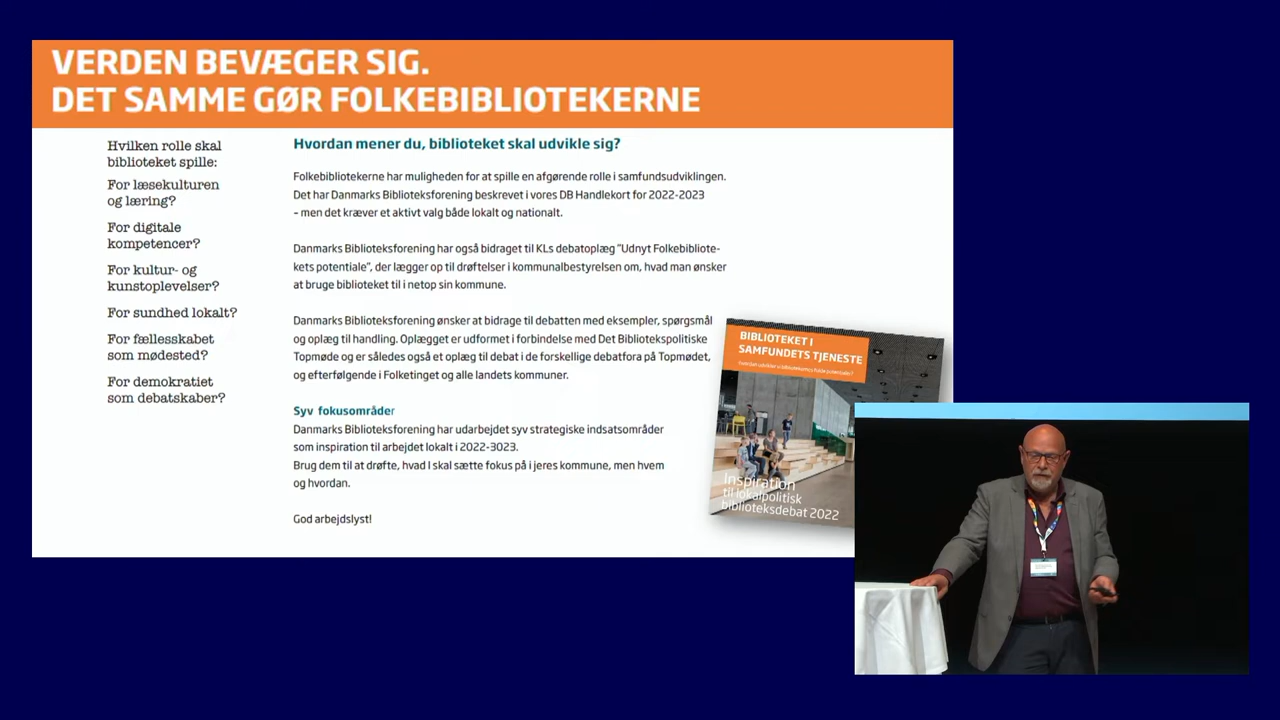 VERDEN BEVÆGER SIG.
DET SAMME GØR FOLKEBIBLIOTEKERNE
Hvilken rolle skal
biblioteket spille:
For læsekulturen
og læring?
For digitale
kompetencer?
For kultur- og
kunstoplevelser?
For sundhed lokalt?
For fællesskabet
som mødested?
For demokratiet
som debatskaber?
Hvordan mener du, biblioteket skal udvikle sig?
Folkebibliotekerne har muligheden for at spille en afgørende rolle i samfundsudviklingen.
Det har Danmarks Biblioteksforening beskrevet i vores DB Handlekort for 2022-2023
– men det kræver et aktivt valg både lokalt og nationalt.
Danmarks Biblioteksforening har også bidraget til KLs debatoplæg "Udnyt Folkebibliote-
kets potentiale", der lægger op til drøftelser i kommunalbestyrelsen om, hvad man ønsker
at bruge biblioteket til i netop sin kommune.
Danmarks Biblioteksforening ønsker at bidrage til debatten med eksempler, spørgsmål
og oplæg til handling. Oplægget er udformet i forbindelse med Det Bibliotekspolitiske
Topmøde og er således også et oplæg til debat i de forskellige debatfora på Topmødet,
og efterfølgende i Folketinget og alle landets kommuner.
Syv fokusområder
Danmarks Biblioteksforening har udarbejdet syv strategiske indsatsområder
som inspiration til arbejdet lokalt i 2022-3023.
Brug dem til at drøfte, hvad I skal sætte fokus på i jeres kommune, men hvem
og hvordan.
God arbejdslyst!
BIBLIOTEKET I
SAMFUNDETS TJENESTE
Hvordan udvikler vi bibliotekernes fulde potentiale?
Inspiration
til lokalpolitisk
biblioteksdebat 2022